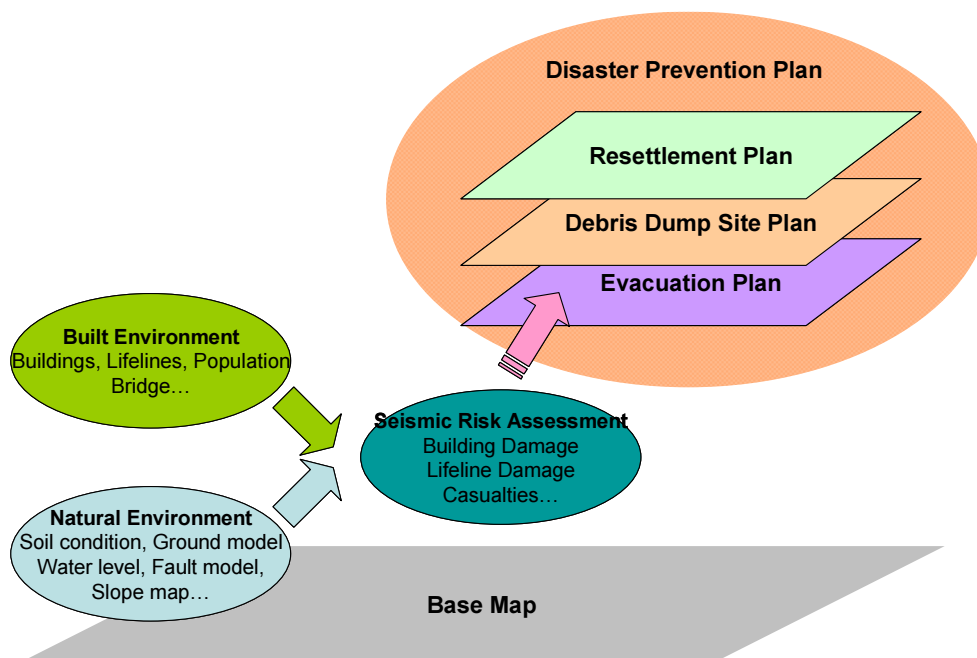 Disaster Prevention Plan
Resettlement Plan
Debris Dump Site Plan
Evacuation Plan
Built Environment
Buildings, Lifelines, Population
Bridge…
Seismic Risk Assessment
Building Damage
Lifeline Damage
Casualties…
Natural Environment
Soil condition, Ground model
Water level, Fault model,
Slope map…
Base Map